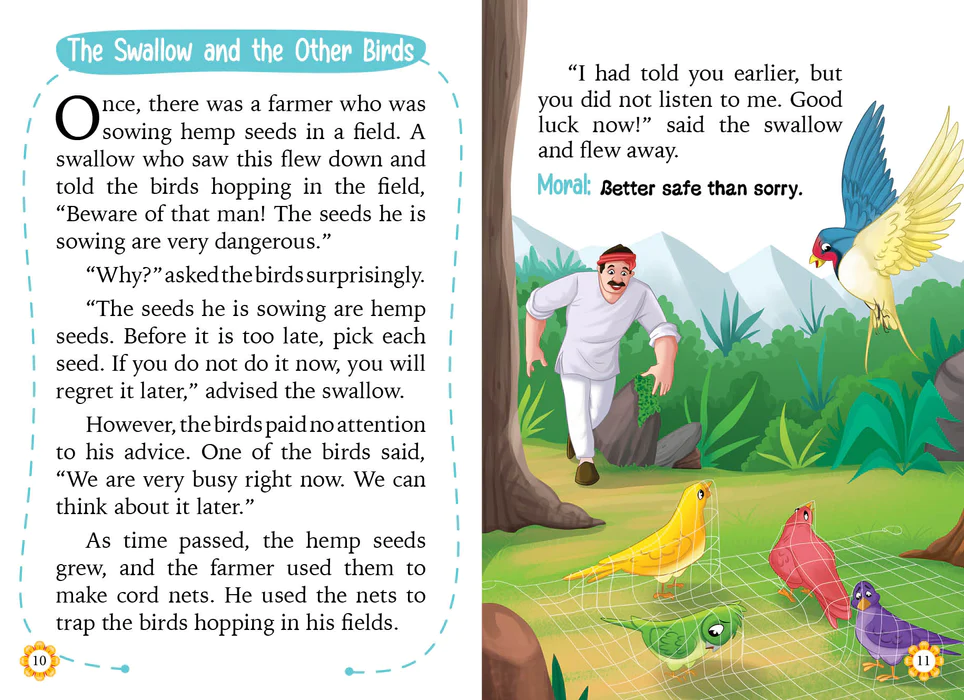 The Swallow and the Other Birds
Once, there was a farmer who was
sowing hemp seeds in a field. A
swallow who saw this flew down and
told the birds hopping in the field,
“Beware of that man! The seeds he is
sowing are very dangerous.”
“Why?” asked the birds surprisingly.
“The seeds he is sowing are hemp
seeds. Before it is too late, pick each
seed. If you do not do it now, you will
regret it later,” advised the swallow.
However, the birds paid no attention
to his advice. One of the birds said,
“We are very busy right now. We can
think about it later.”
As time passed, the hemp seeds
grew, and the farmer used them to
make cord nets. He used the nets to
trap the birds hopping in his fields.
10
“I had told you earlier, but
you did not listen to me. Good
luck now!” said the swallow
and flew away.
Moral: Better safe than sorry.
11